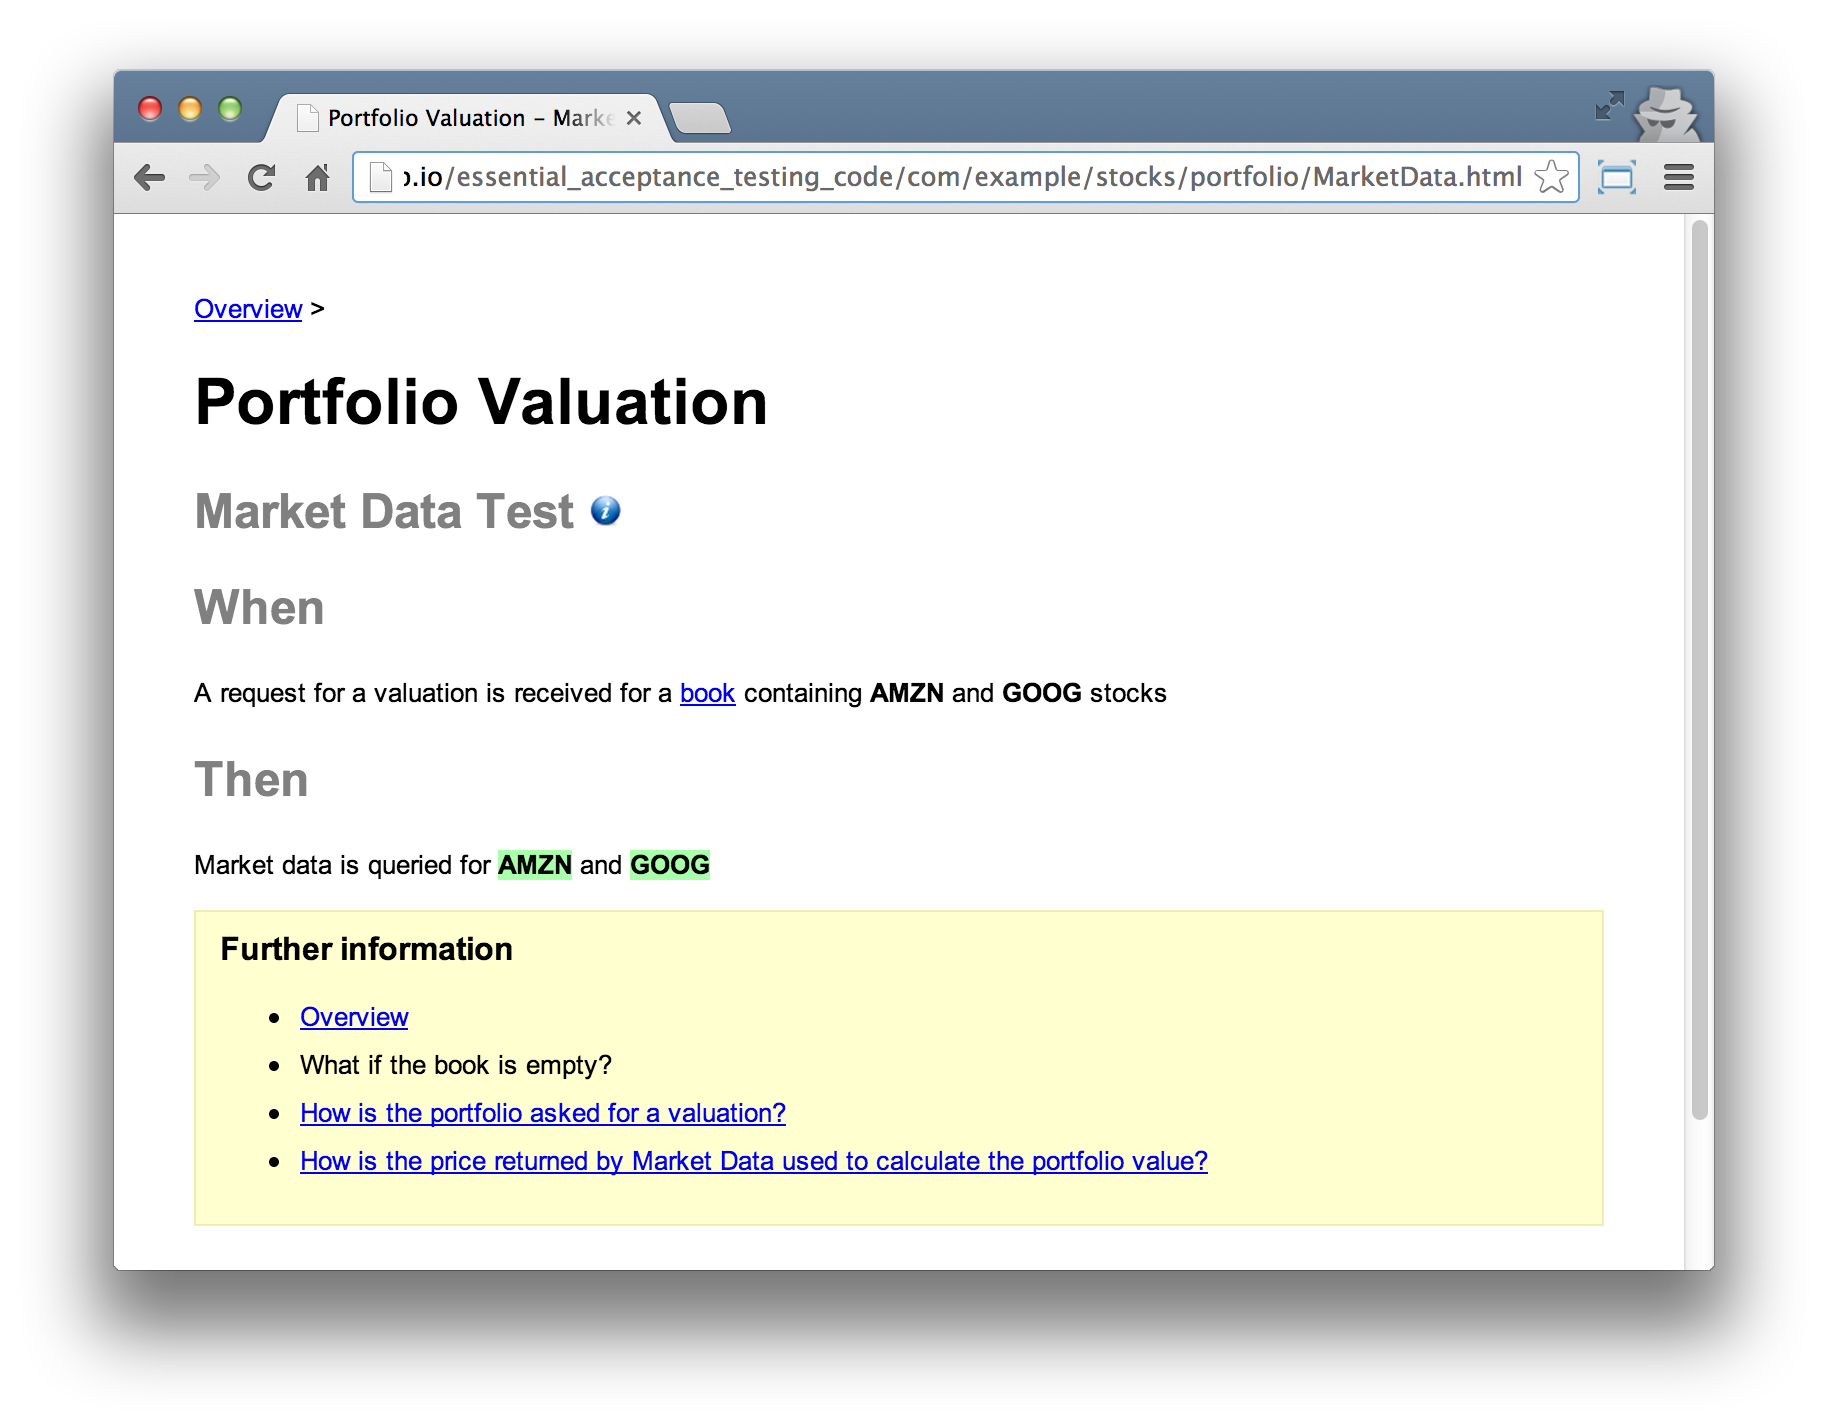 Portfolio Valuation – Marke
.io/essential_acceptance_testing_code/com/example/stocks/portfolio/MarketData.html
Overview >
Portfolio Valuation
Market Data Test
When
A request for a valuation is received for a book containing AMZN and GOOG stocks
Then
Market data is queried for AMZN and GOOG
Further information
• Overview
• What if the book is empty?
• How is the portfolio asked for a valuation?
• How is the price returned by Market Data used to calculate the portfolio value?